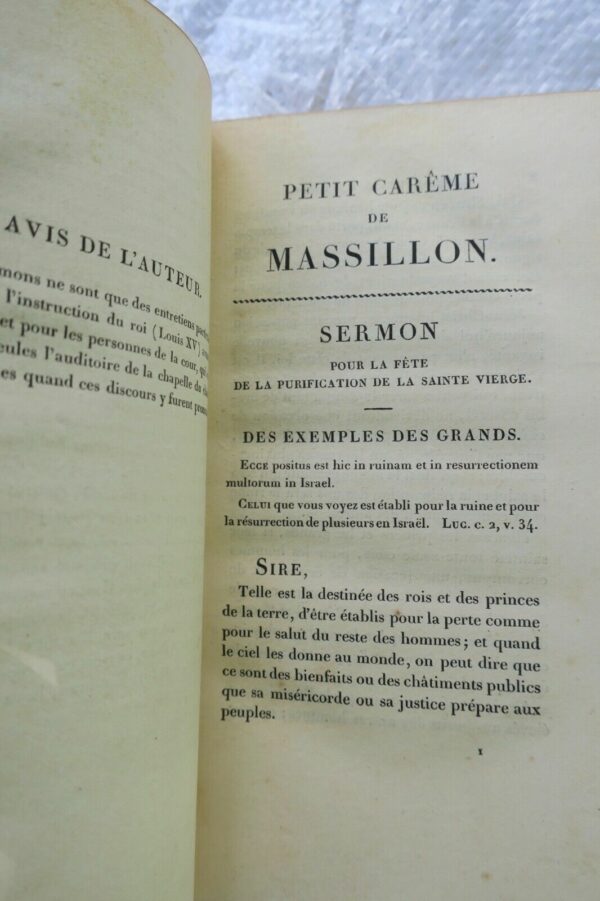 AVIS DE L'AUTEUR.
mons ne sont que des entretiens
l'instruction du roi (Louis XV)
et pour les personnes de la cour,
l'auditoire de la chapelle
es quand ces discours y furent
PETIT CARÊME
DE
MASSILLON.
SERMON
POUR LA FÊTE
DE LA PURIFICATION DE LA SAINTE VIERGE.
DES EXEMPLES DES GRANDS.
Ecce positus est hic in ruinam et in resurrectionem
multorum in Israel.
Celui que vous voyez est établi pour la ruine et pour
la résurrection de plusieurs en Israël. Luc. c. 2, v. 34.
Sire,
Telle est la destinée des rois et des princes
de la terre, d'être établis pour la perte comme
pour le salut du reste des hommes; et quand
le ciel les donne au monde, on peut dire que
ce sont des bienfaits ou des châtiments publics
que sa miséricorde ou sa justice prépare aux
peuples.
1